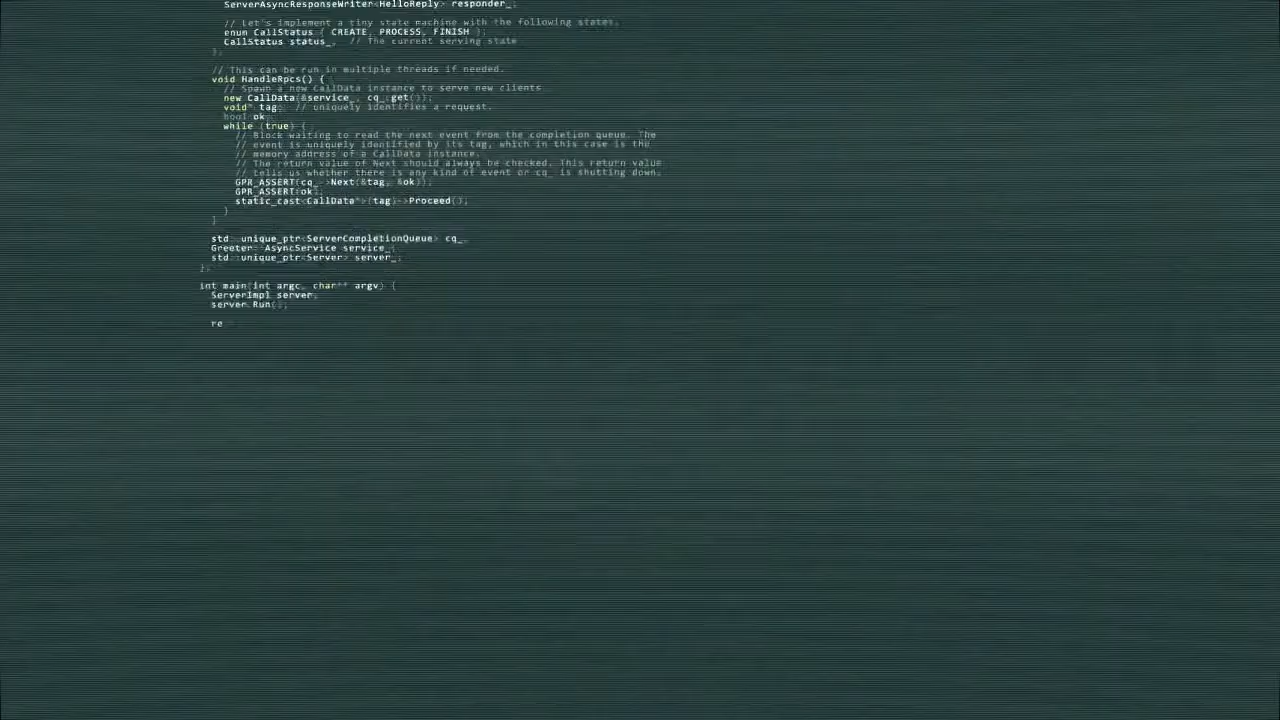 ServerAsyncResponseWriter<HelloReply> responder_;
// Let's implement a tiny state machine with the following states.
enum CallStatus { CREATE, PROCESS, FINISH };
CallStatus status_;  // The current serving state
};
// This can be run in multiple threads if needed.
void HandleRpcs() {
// Spawn a new CallData instance to serve new clients
new CallData(&service_, cq_.get());
void* tag;  // uniquely identifies a request.
bool ok;
while (true) {
// Block waiting to read the next event from the completion queue. The
// event is uniquely identified by its tag, which in this case is the
// memory address of a CallData instance.
// The return value of Next should always be checked. This return value
// tells us whether there is any kind of event or cq_ is shutting down.
GPR_ASSERT(cq_->Next(&tag, &ok));
GPR_ASSERT(ok);
static_cast<CallData*>(tag)->Proceed();
}
}
std::unique_ptr<ServerCompletionQueue> cq_;
Greeter::AsyncService service_;
std::unique_ptr<Server> server_;
};
int main(int argc, char** argv) {
ServerImpl server;
server.Run();
re